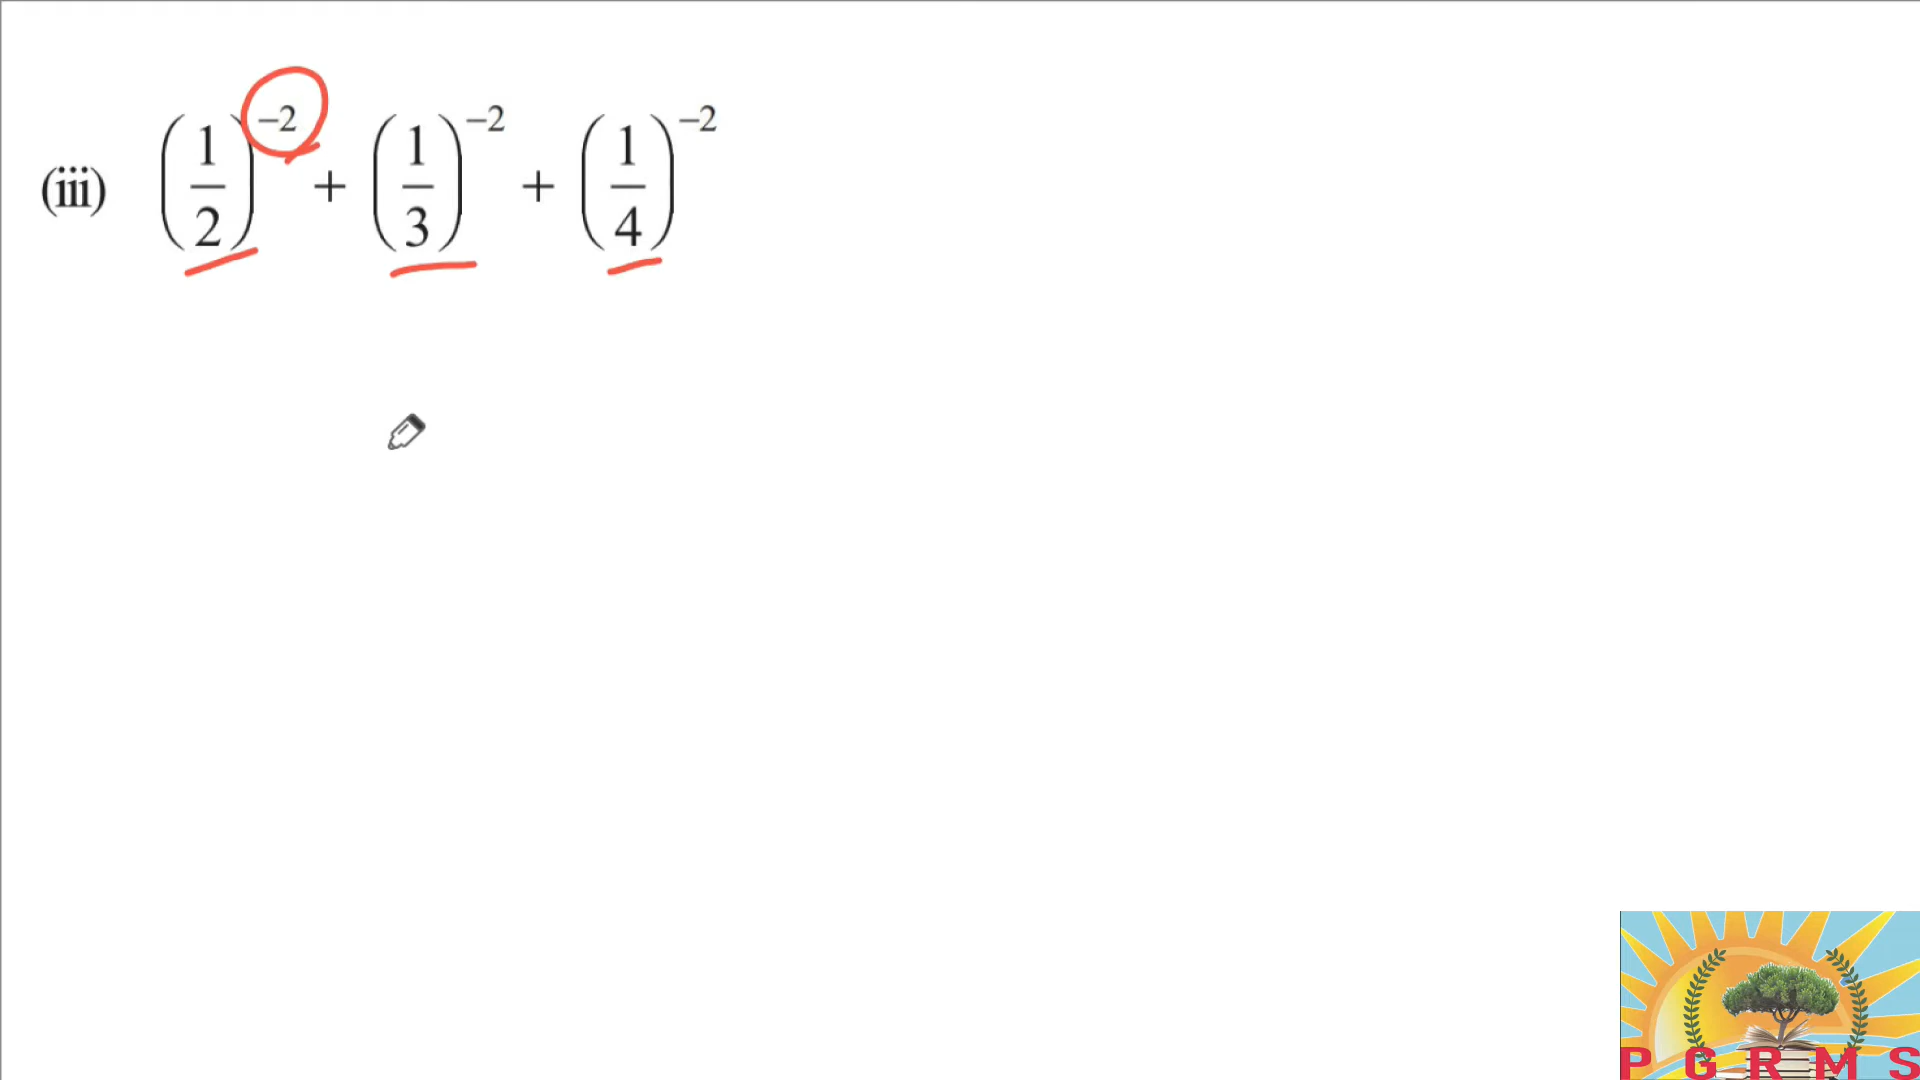 (iii) (1/2)^–2 + (1/3)^–2 + (1/4)^–2
P G R M S